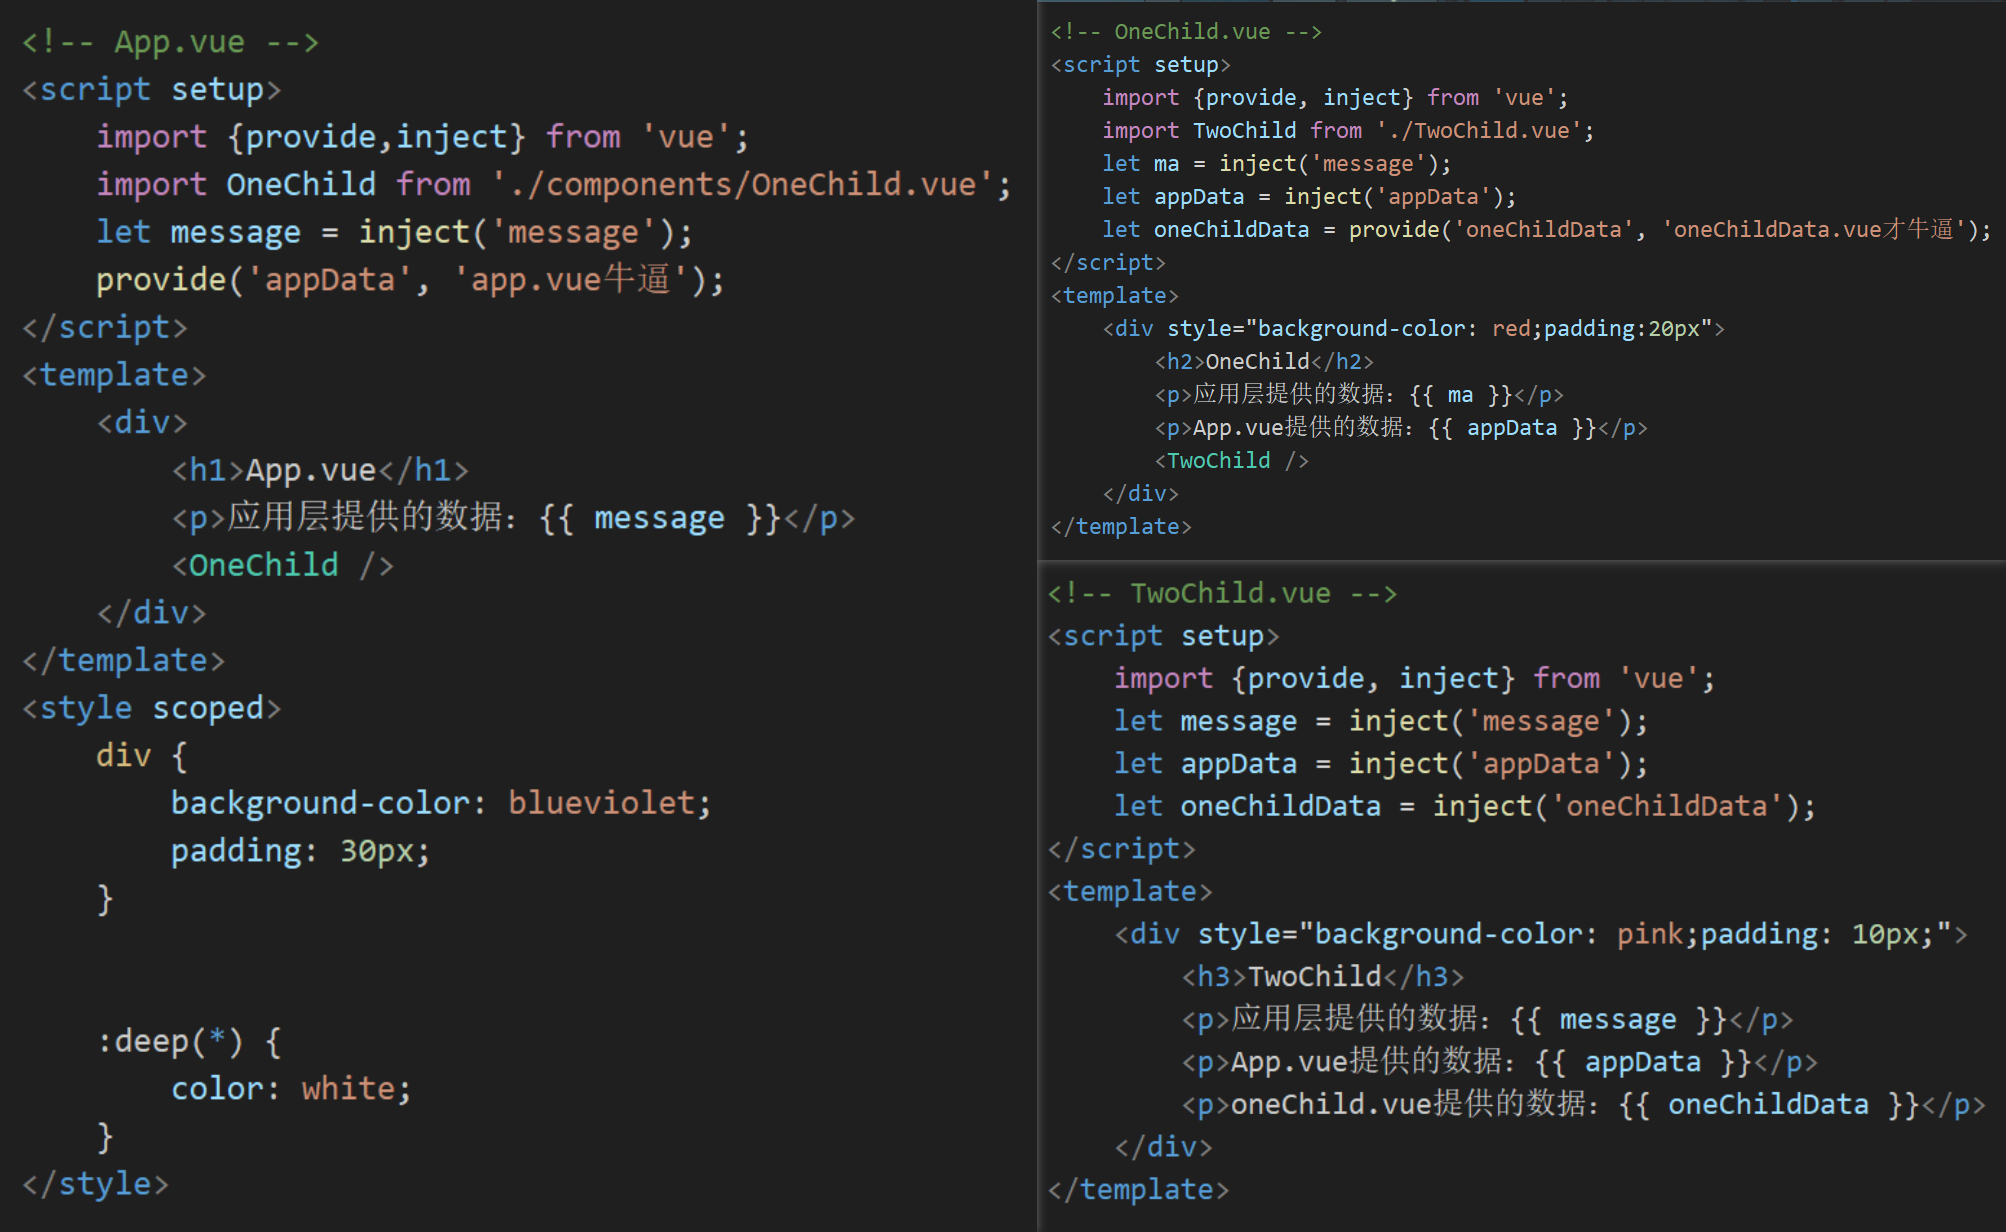 <!-- App.vue -->
<script setup>
    import {provide,inject} from 'vue';
    import OneChild from './components/OneChild.vue';
    let message = inject('message');
    provide('appData', 'app.vue牛逼');
</script>
<template>
    <div>
        <h1>App.vue</h1>
        <p>应用层提供的数据：{{ message }}</p>
        <OneChild />
    </div>
</template>
<style scoped>
    div {
        background-color: blueviolet;
        padding: 30px;
    }
    :deep(*) {
        color: white;
    }
</style>
<!-- OneChild.vue -->
<script setup>
    import {provide, inject} from 'vue';
    import TwoChild from './TwoChild.vue';
    let ma = inject('message');
    let appData = inject('appData');
    let oneChildData = provide('oneChildData', 'oneChildData.vue才牛逼');
</script>
<template>
    <div style="background-color: red;padding:20px">
        <h2>OneChild</h2>
        <p>应用层提供的数据：{{ ma }}</p>
        <p>App.vue提供的数据：{{ appData }}</p>
        <TwoChild />
    </div>
</template>
<!-- TwoChild.vue -->
<script setup>
    import {provide, inject} from 'vue';
    let message = inject('message');
    let appData = inject('appData');
    let oneChildData = inject('oneChildData');
</script>
<template>
    <div style="background-color: pink;padding: 10px;">
        <h3>TwoChild</h3>
        <p>应用层提供的数据：{{ message }}</p>
        <p>App.vue提供的数据：{{ appData }}</p>
        <p>oneChild.vue提供的数据：{{ oneChildData }}</p>
    </div>
</template>